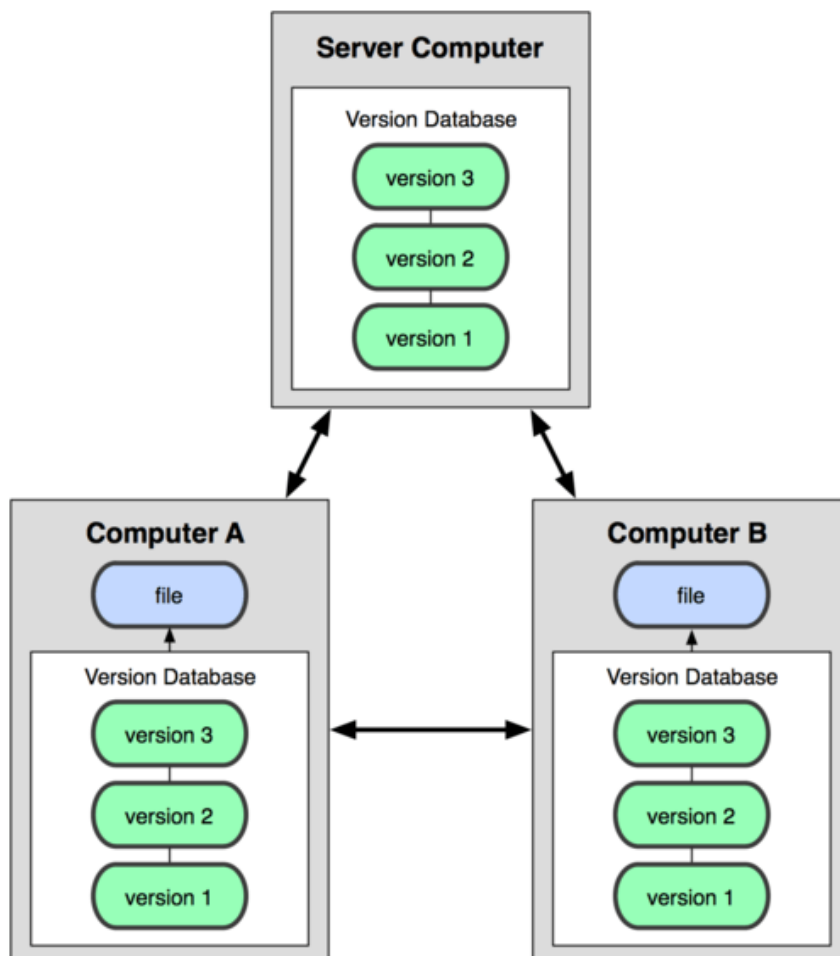 Server Computer
Version Database
version 3
version 2
version 1
Computer A
file
Version Database
version 3
version 2
version 1
Computer B
file
Version Database
version 3
version 2
version 1